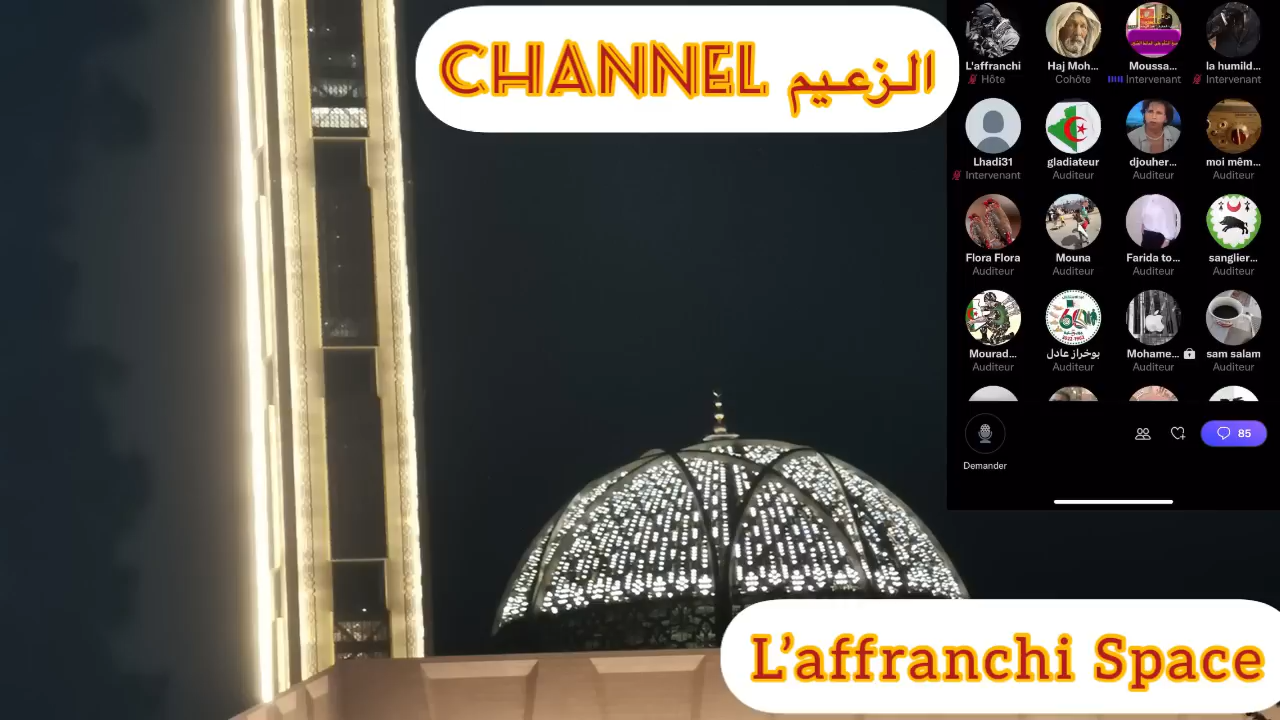 CHANNEL الزعيم
L'affranchi
Hôte
Haj Moh...
Cohôte
Moussa...
Intervenant
la humild...
Intervenant
Lhadi31
Intervenant
gladiateur
Auditeur
djouher...
Auditeur
moi mêm...
Auditeur
Flora Flora
Auditeur
Mouna
Auditeur
Farida to...
Auditeur
sanglier...
Auditeur
Mourad...
Auditeur
بوخراز عادل
Auditeur
Mohame...
Auditeur
sam salam
Auditeur
85
Demander
L’affranchi Space